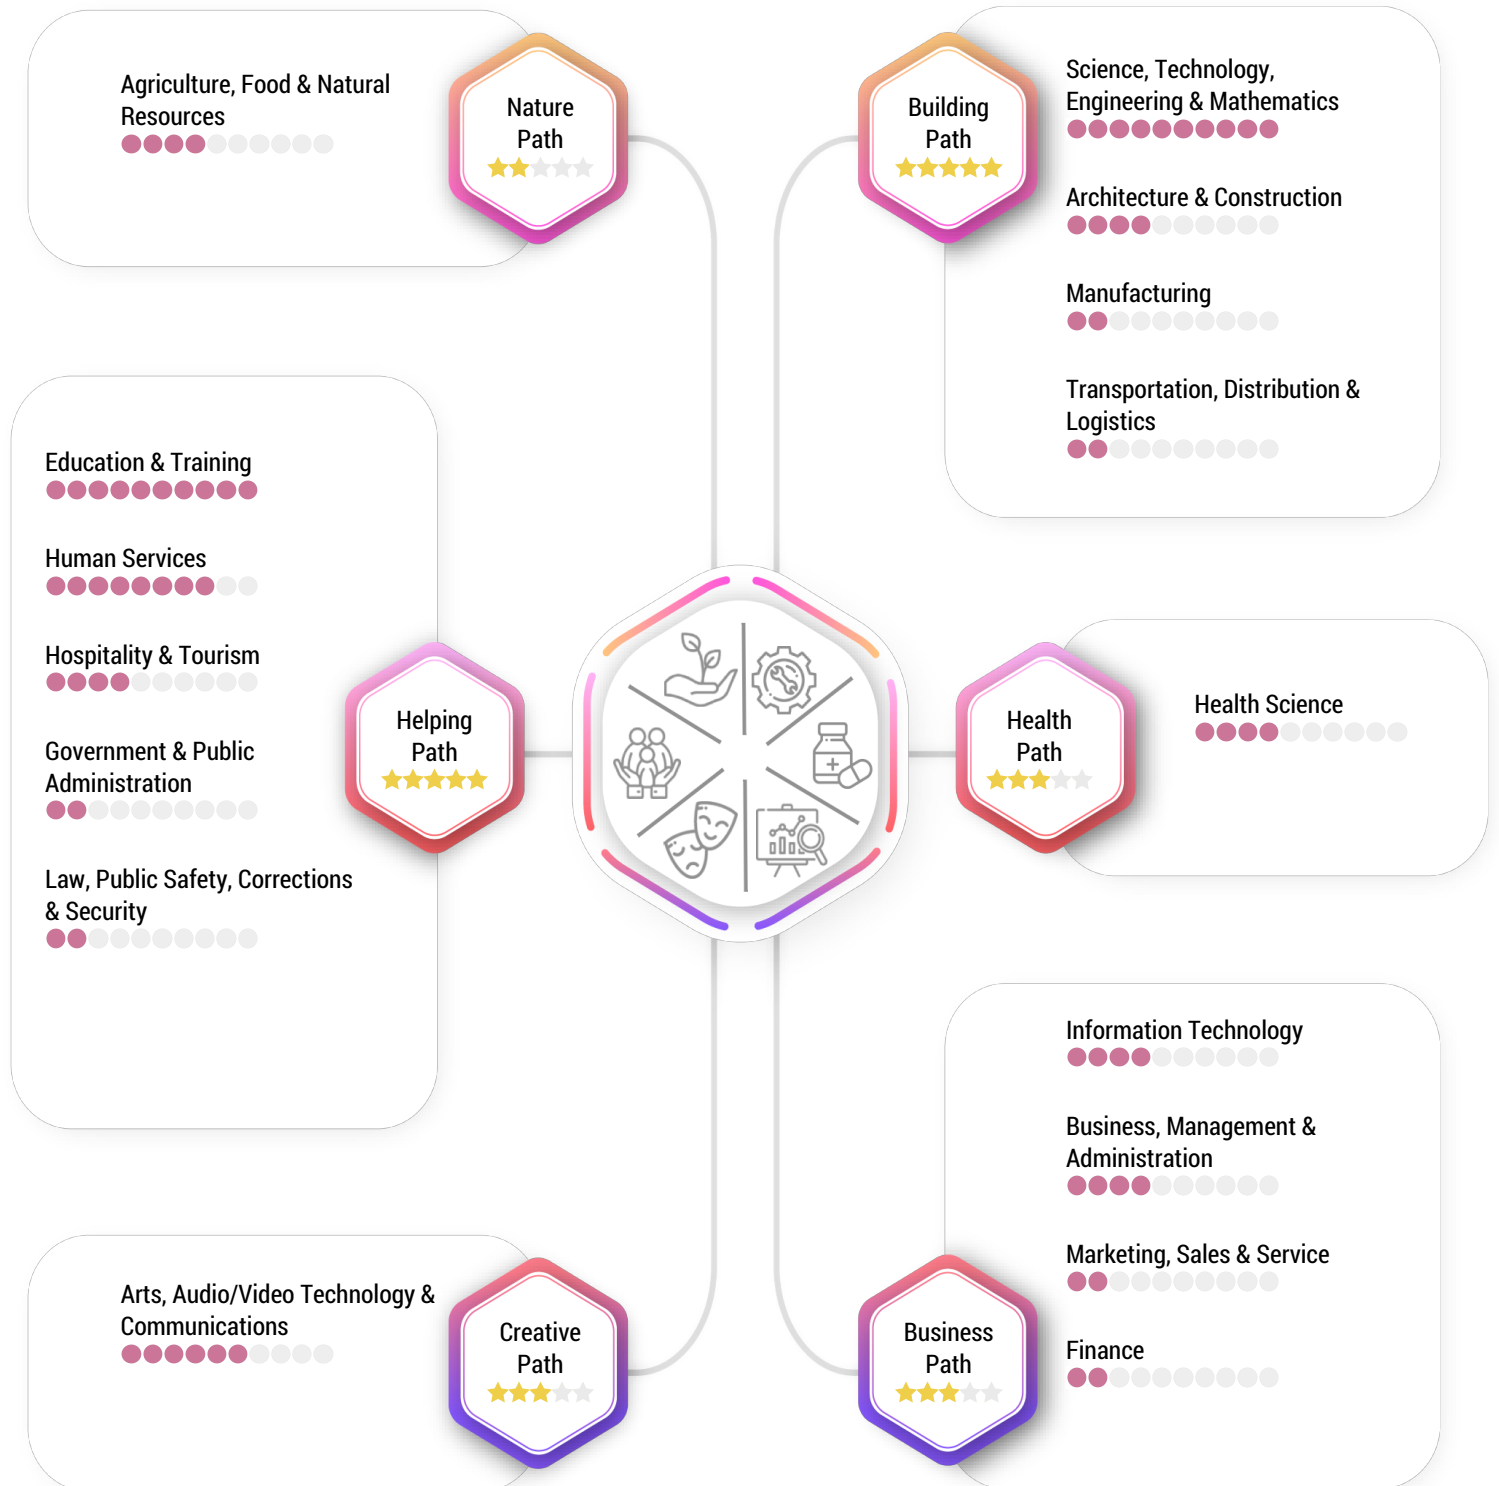 Agriculture, Food & Natural
Resources
Nature
Path
Building
Path
Science, Technology,
Engineering & Mathematics
Architecture & Construction
Manufacturing
Transportation, Distribution &
Logistics
Education & Training
Human Services
Hospitality & Tourism
Government & Public
Administration
Law, Public Safety, Corrections
& Security
Helping
Path
Health
Path
Health Science
Arts, Audio/Video Technology &
Communications
Creative
Path
Business
Path
Information Technology
Business, Management &
Administration
Marketing, Sales & Service
Finance